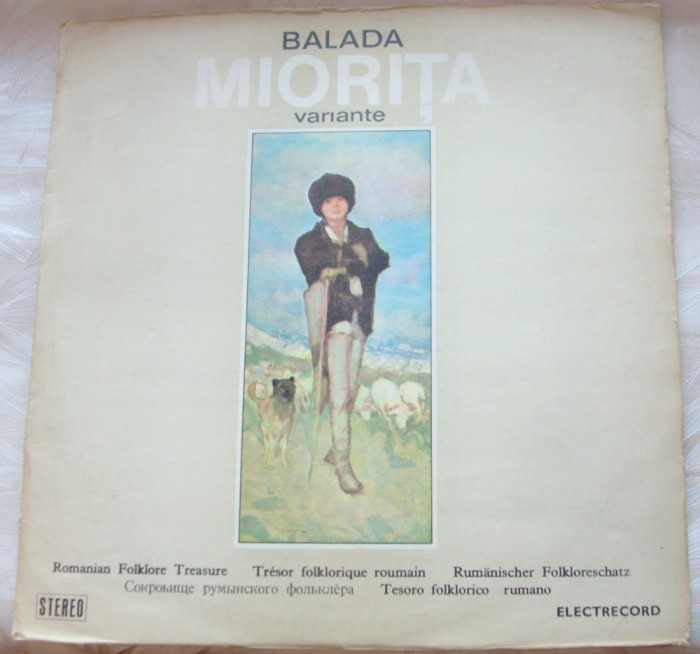 BALADA
MIORIȚA
variante
Romanian Folklore Treasure Trésor folklorique roumain Rumänischer Folkloreschatz
Сокровище румынского фольклёра Tesoro folklorico rumano
STEREO ELECTRECORD